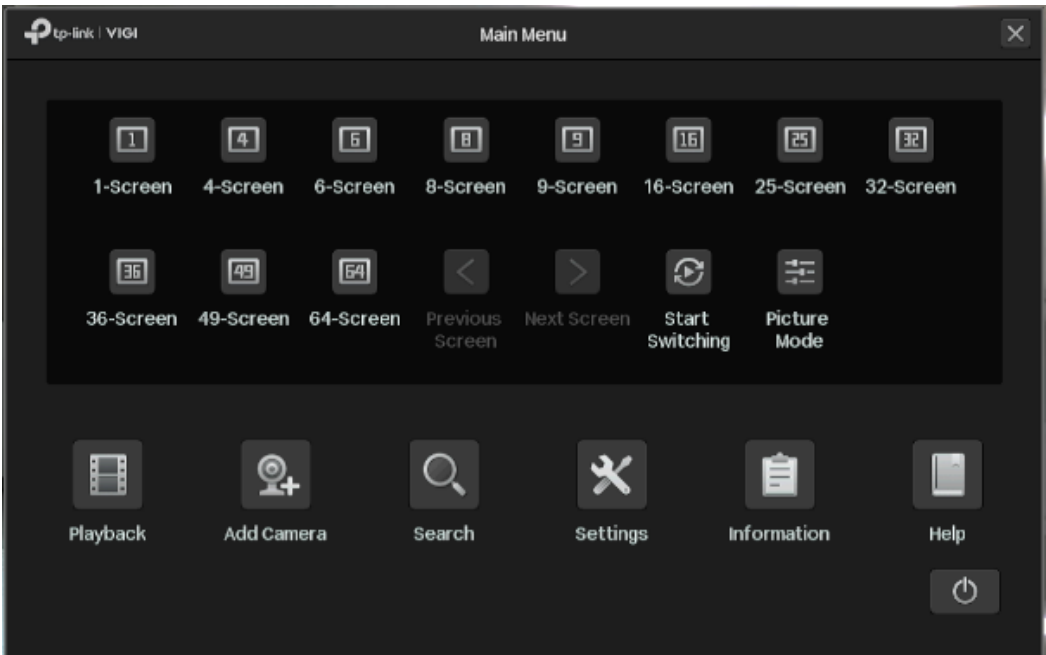 tp-link | VIGI
Main Menu
1 4 6 8 9 16 25 32
1-Screen 4-Screen 6-Screen 8-Screen 9-Screen 16-Screen 25-Screen 32-Screen
36 49 64
36-Screen 49-Screen 64-Screen Previous Screen Next Screen Start Switching Picture Mode
Playback Add Camera Search Settings Information Help